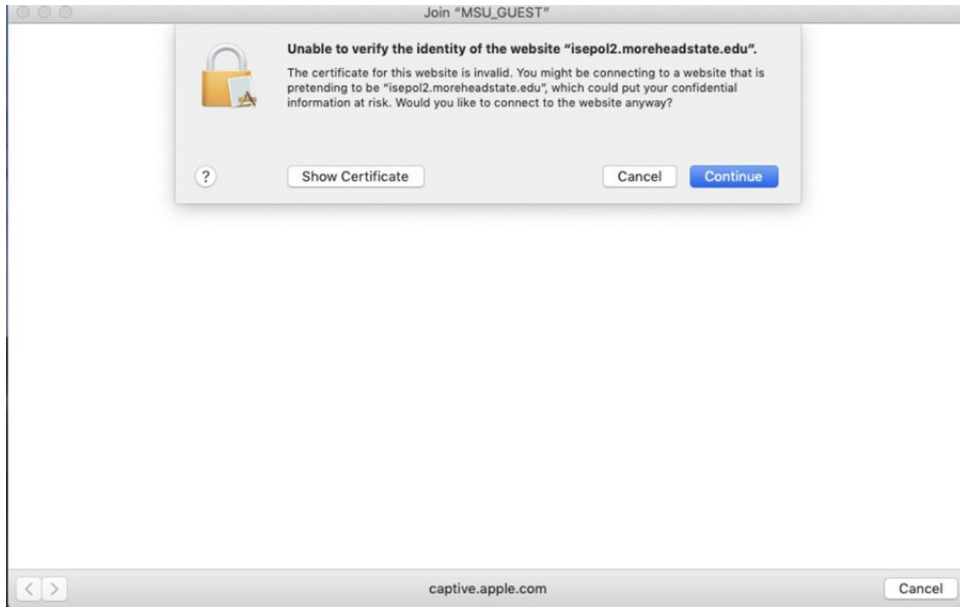 Join “MSU_GUEST”
Unable to verify the identity of the website “isepol2.moreheadstate.edu”.
The certificate for this website is invalid. You might be connecting to a website that is
pretending to be “isepol2.moreheadstate.edu”, which could put your confidential
information at risk. Would you like to connect to the website anyway?
? Show Certificate Cancel Continue
< > captive.apple.com Cancel